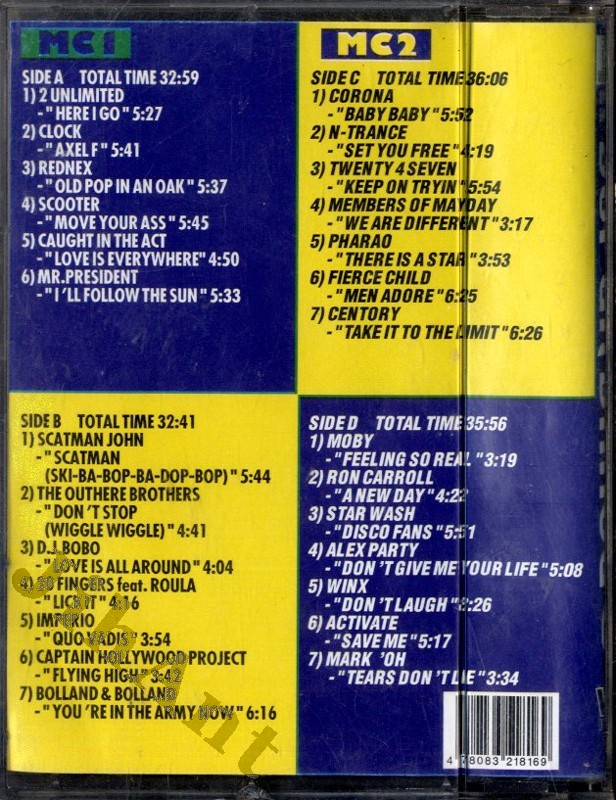 MC1
SIDE A TOTAL TIME 32:59
1) 2 UNLIMITED
- "HERE I GO" 5:27
2) CLOCK
- "AXEL F" 5:41
3) REDNEX
- "OLD POP IN AN OAK" 5:37
4) SCOOTER
- "MOVE YOUR ASS" 5:45
5) CAUGHT IN THE ACT
- "LOVE IS EVERYWHERE" 4:50
6) MR.PRESIDENT
- "I 'LL FOLLOW THE SUN" 5:33
SIDE B TOTAL TIME 32:41
1) SCATMAN JOHN
- "SCATMAN
(SKI-BA-BOP-BA-DOP-BOP)" 5:44
2) THE OUTHERE BROTHERS
- "DON 'T STOP
(WIGGLE WIGGLE)" 4:41
3) D.J.BOBO
- "LOVE IS ALL AROUND" 4:04
4) 20 FINGERS feat. ROULA
- "LICK IT" 4:16
5) IMPERIO
- "QUO VADIS" 3:54
6) CAPTAIN HOLLYWOOD PROJECT
- "FLYING HIGH" 3:42
7) BOLLAND & BOLLAND
- "YOU 'RE IN THE ARMY NOW" 6:16
MC2
SIDE C TOTAL TIME 36:06
1) CORONA
- "BABY BABY" 5:52
2) N-TRANCE
- "SET YOU FREE" 4:19
3) TWENTY 4 SEVEN
- "KEEP ON TRYIN" 5:54
4) MEMBERS OF MAYDAY
- "WE ARE DIFFERENT" 3:17
5) PHARAO
- "THERE IS A STAR" 3:53
6) FIERCE CHILD
- "MEN ADORE" 6:25
7) CENTORY
- "TAKE IT TO THE LIMIT" 6:26
SIDE D TOTAL TIME 35:56
1) MOBY
- "FEELING SO REAL" 3:19
2) RON CARROLL
- "A NEW DAY" 4:22
3) STAR WASH
- "DISCO FANS" 5:51
4) ALEX PARTY
- "DON 'T GIVE ME YOUR LIFE" 5:08
5) WINX
- "DON 'T LAUGH" :26
6) ACTIVATE
- "SAVE ME" 5:17
7) MARK 'OH
- "TEARS DON 'T LIE" 3:34
4 78083 218169